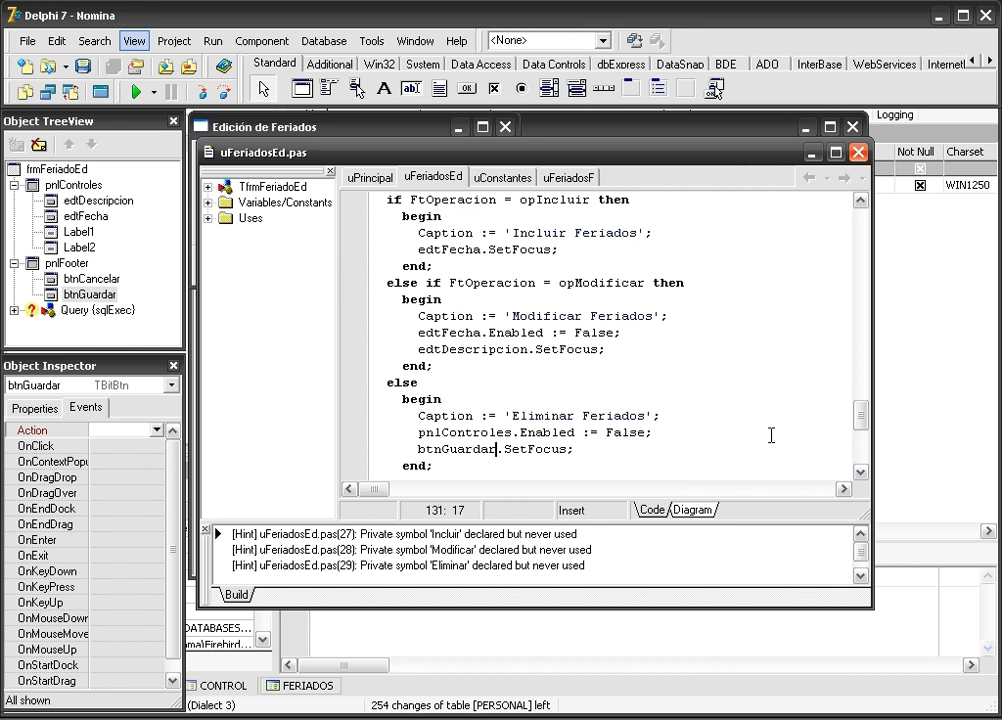 Delphi 7 - Nomina
File Edit Search View Project Run Component Database Tools Window Help <None>
Standard Additional Win32 System Data Access Data Controls dbExpress DataSnap BDE ADO InterBase WebServices
Object TreeView
frmFeriadoEd
pnlControles
edtDescripcion
edtFecha
Label1
Label2
pnlFooter
btnCancelar
btnGuardar
Query {sqlExec}
Object Inspector
btnGuardar TBitBtn
Properties Events
Action
OnClick
OnContextPopu
OnDragDrop
OnDragOver
OnEndDock
OnEndDrag
OnEnter
OnExit
OnKeyDown
OnKeyPress
OnKeyUp
OnMouseDown
OnMouseMove
OnMouseUp
OnStartDock
OnStartDrag
All shown
Edición de Feriados
uFeriadosEd.pas
TfrmFeriadoEd
Variables/Constants
Uses
uPrincipal uFeriadosEd uConstantes uFeriadosF
if FtOperacion = opIncluir then
begin
Caption := 'Incluir Feriados';
edtFecha.SetFocus;
end;
else if FtOperacion = opModificar then
begin
Caption := 'Modificar Feriados';
edtFecha.Enabled := False;
edtDescripcion.SetFocus;
end;
else
begin
Caption := 'Eliminar Feriados';
pnlControles.Enabled := False;
btnGuardar.SetFocus;
end;
131: 17 Insert Code Diagram
[Hint] uFeriadosEd.pas(27): Private symbol 'Incluir' declared but never used
[Hint] uFeriadosEd.pas(28): Private symbol 'Modificar' declared but never used
[Hint] uFeriadosEd.pas(29): Private symbol 'Eliminar' declared but never used
Build
Logging
Not Null Charset
WIN1250
DATABASES...
ma\Firebird...
CONTROL FERIADOS
(Dialect 3) 254 changes of table [PERSONAL] left